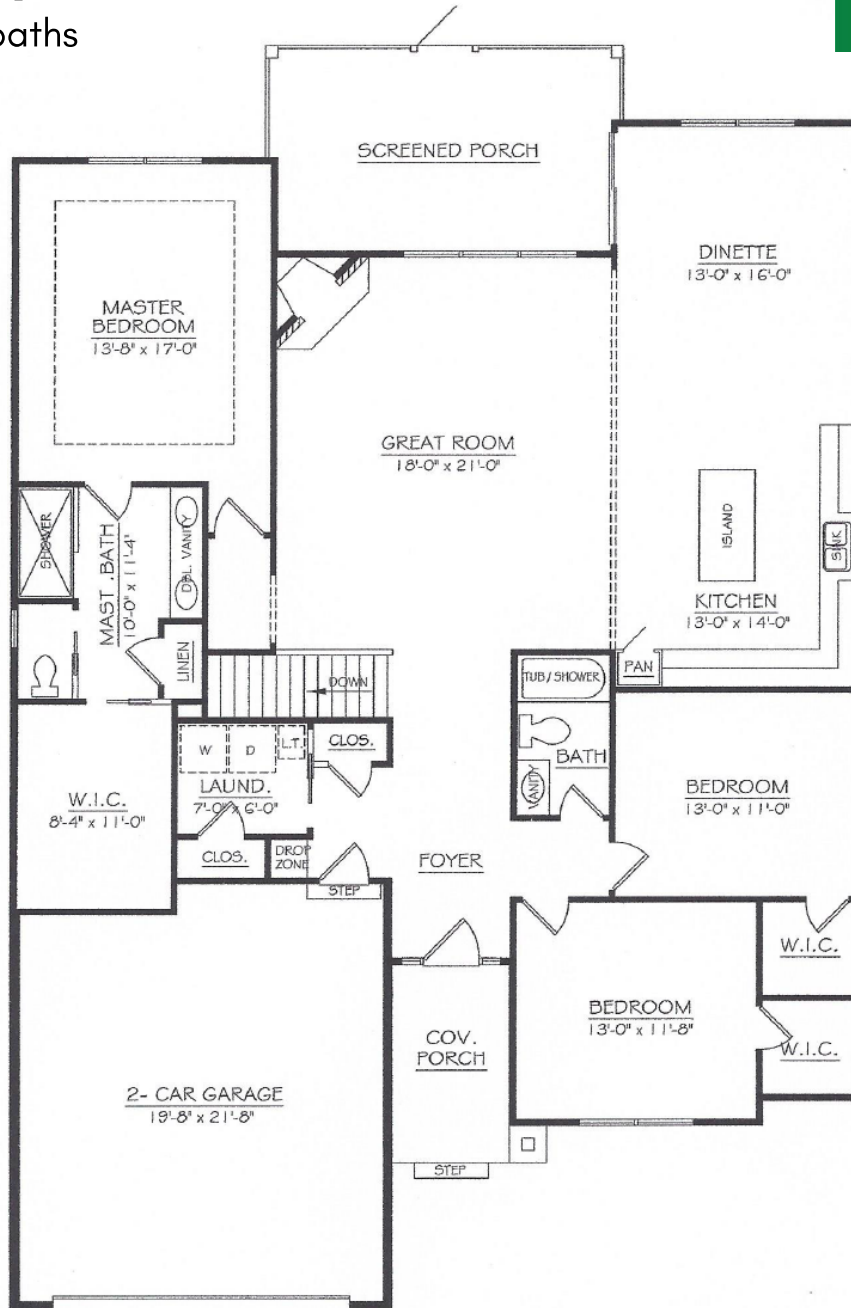 baths
SCREENED PORCH
DINETTE
13'-0" x 16'-0"
MASTER
BEDROOM
13'-8" x 17'-0"
GREAT ROOM
18'-0" x 21'-0"
SHOWER
MAST .BATH
10'-0" x 11'-4"
DBL. VANITY
LINEN
ISLAND
SINK
KITCHEN
13'-0" x 14'-0"
PAN
DOWN
TUB / SHOWER
BATH
VANITY
W
D
L.T.
CLOS.
LAUND.
7'-0" x 6'-0"
W.I.C.
8'-4" x 11'-0"
BEDROOM
13'-0" x 11'-0"
CLOS.
DROP
ZONE
STEP
FOYER
W.I.C.
BEDROOM
13'-0" x 11'-8"
W.I.C.
COV.
PORCH
2- CAR GARAGE
19'-8" x 21'-8"
STEP